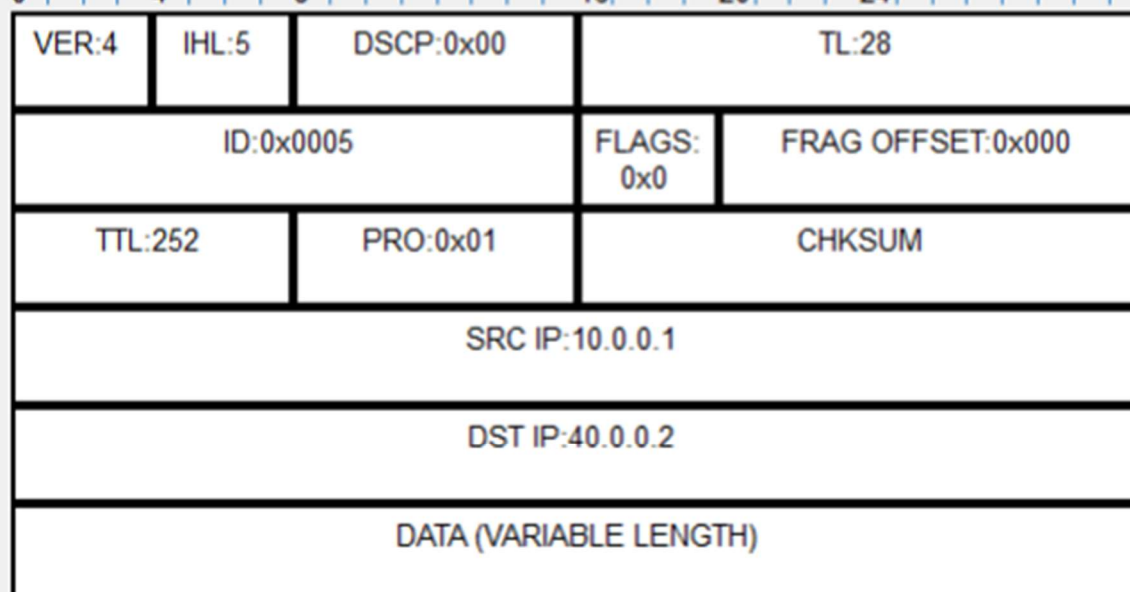 VER:4 IHL:5 DSCP:0x00 TL:28
ID:0x0005 FLAGS: FRAG OFFSET:0x000
0x0
TTL:252 PRO:0x01 CHKSUM
SRC IP:10.0.0.1
DST IP:40.0.0.2
DATA (VARIABLE LENGTH)